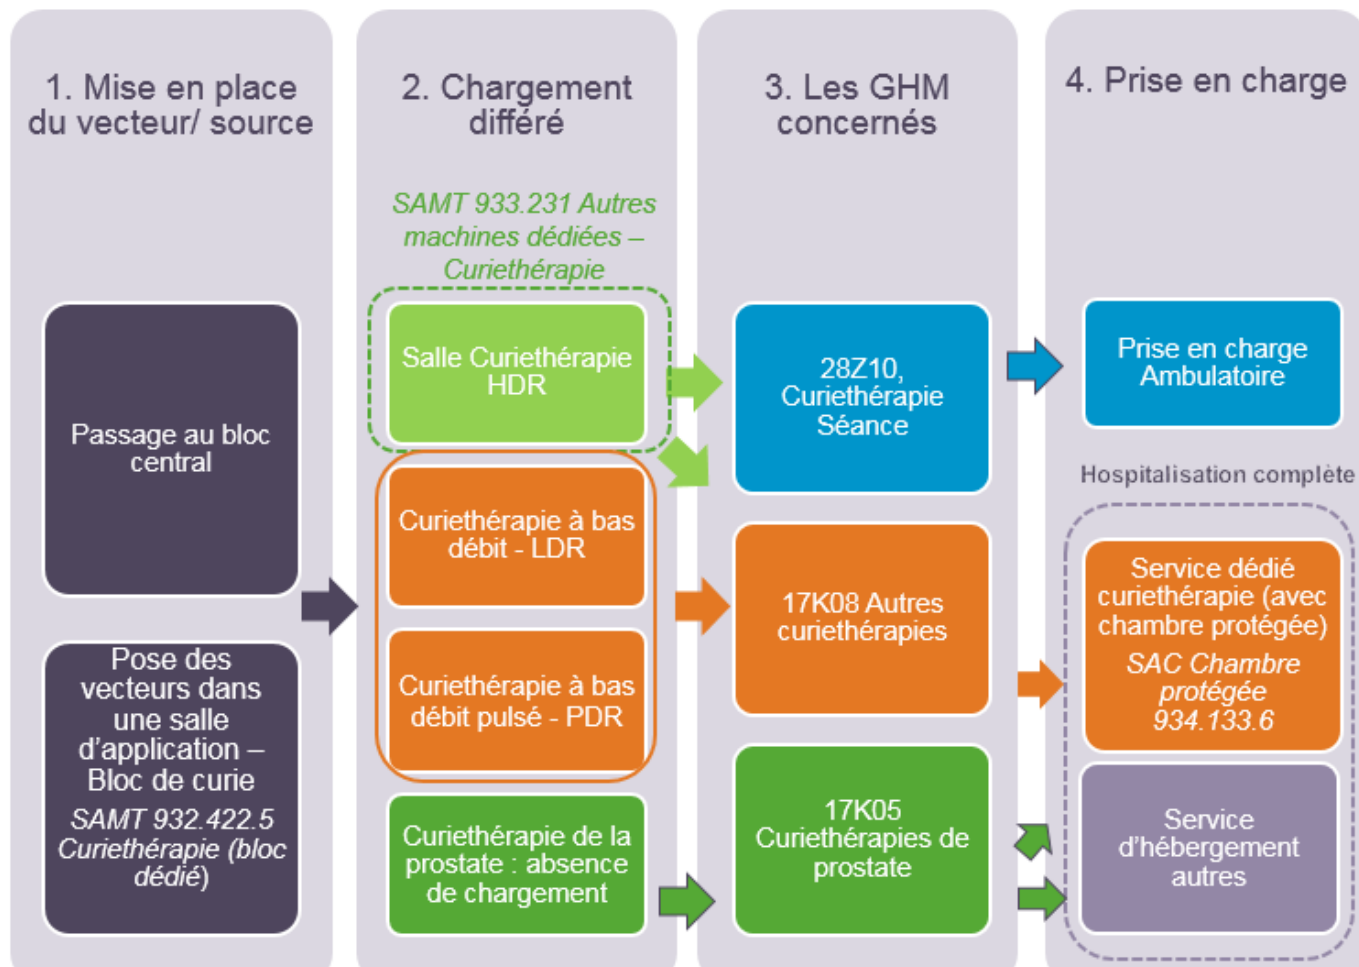 1. Mise en place
du vecteur/ source
Passage au bloc
central
Pose des
vecteurs dans
une salle
d'application –
Bloc de curie
SAMT 932.422.5
Curiethérapie (bloc
dédié)
2. Chargement
différé
SAMT 933.231 Autres
machines dédiées –
Curiethérapie
Salle Curiethérapie
HDR
Curiethérapie à bas
débit - LDR
Curiethérapie à bas
débit pulsé - PDR
Curiethérapie de la
prostate : absence
de chargement
3. Les GHM
concernés
28Z10,
Curiethérapie
Séance
17K08 Autres
curiethérapies
17K05
Curiethérapies de
prostate
4. Prise en charge
Prise en charge
Ambulatoire
Hospitalisation complète
Service dédié
curiethérapie (avec
chambre protégée)
SAC Chambre
protégée
934.133.6
Service
d'hébergement
autres